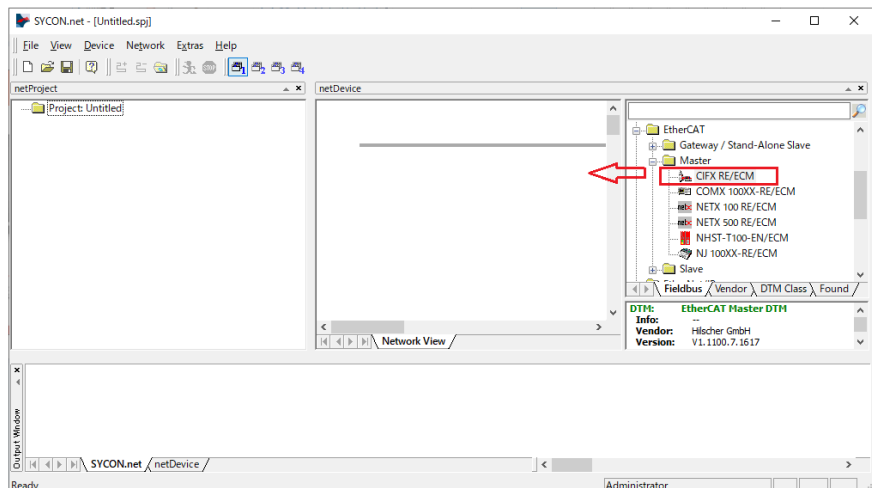 SYCON.net - [Untitled.spj]
File View Device Network Extras Help
netProject
netDevice
Project: Untitled
EtherCAT
Gateway / Stand-Alone Slave
Master
CIFX RE/ECM
COMX 100XX-RE/ECM
NETX 100 RE/ECM
NETX 500 RE/ECM
NHST-T100-EN/ECM
NJ 100XX-RE/ECM
Slave
Fieldbus Vendor DTM Class Found
DTM: EtherCAT Master DTM
Info: --
Vendor: Hilscher GmbH
Version: V1.1100.7.1617
Network View
Output Window
SYCON.net netDevice
Ready
Administrator